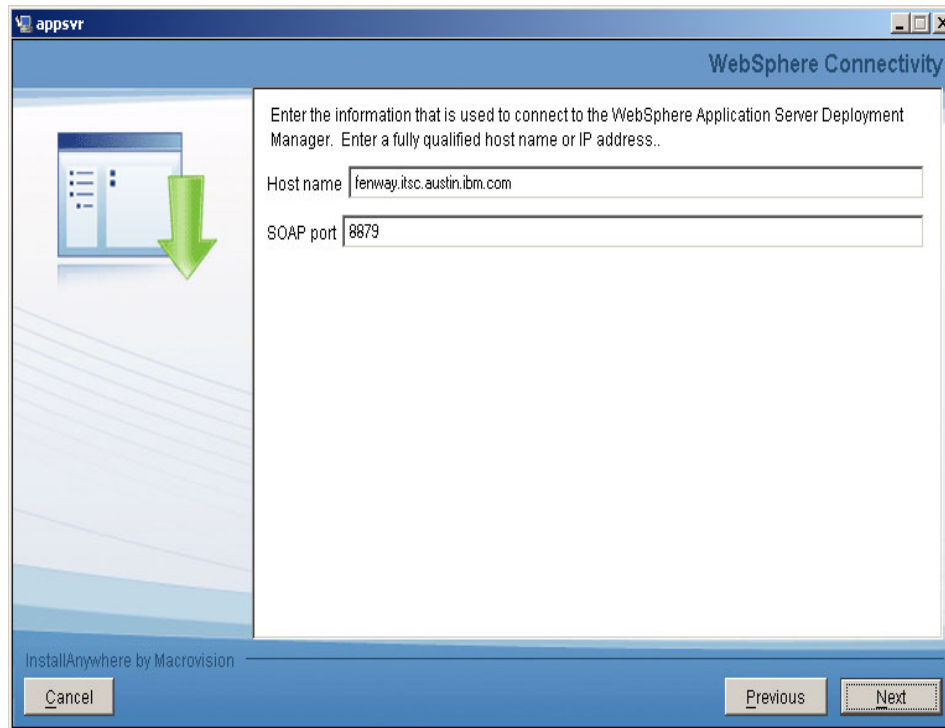 appsvr
WebSphere Connectivity
Enter the information that is used to connect to the WebSphere Application Server Deployment
Manager. Enter a fully qualified host name or IP address..
Host name fenway.itsc.austin.ibm.com
SOAP port 8879
InstallAnywhere by Macrovision
Cancel Previous Next